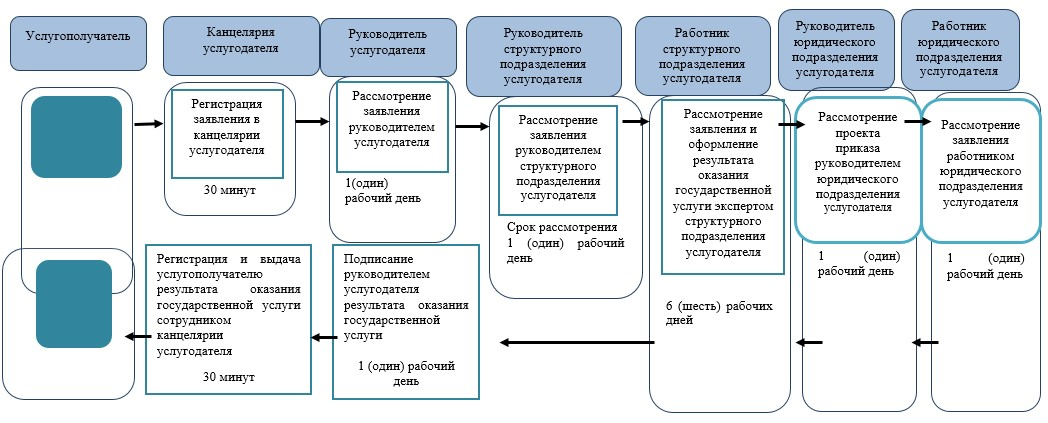 Услугополучатель
Канцелярия
услугодателя
Руководитель
услугодателя
Руководитель
структурного
подразделения
услугодателя
Работник
структурного
подразделения
услугодателя
Руководитель
юридического
подразделения
услугодателя
Работник
юридического
подразделения
услугодателя
Регистрация
заявления в
канцелярии
услугодателя
30 минут
Рассмотрение
заявления
руководителем
услугодателя
1(один)
рабочий день
Рассмотрение
заявления
руководителем
структурного
подразделения
услугодателя
Срок рассмотрения
1 (один) рабочий
день
Рассмотрение
заявления и
оформление
результата
оказания
государственной
услуги экспертом
структурного
подразделения
услугодателя
6 (шесть) рабочих
дней
Рассмотрение
проекта
приказа
руководителем
юридического
подразделения
услугодателя
1 (один)
рабочий день
Рассмотрение
заявления
работником
юридического
подразделения
услугодателя
1 (один)
рабочий день
Регистрация и выдача
услугополучателю
результата оказания
государственной услуги
сотрудником
канцелярии
услугодателя
30 минут
Подписание
руководителем
услугодателя
результата оказания
государственной
услуги
1 (один) рабочий
день